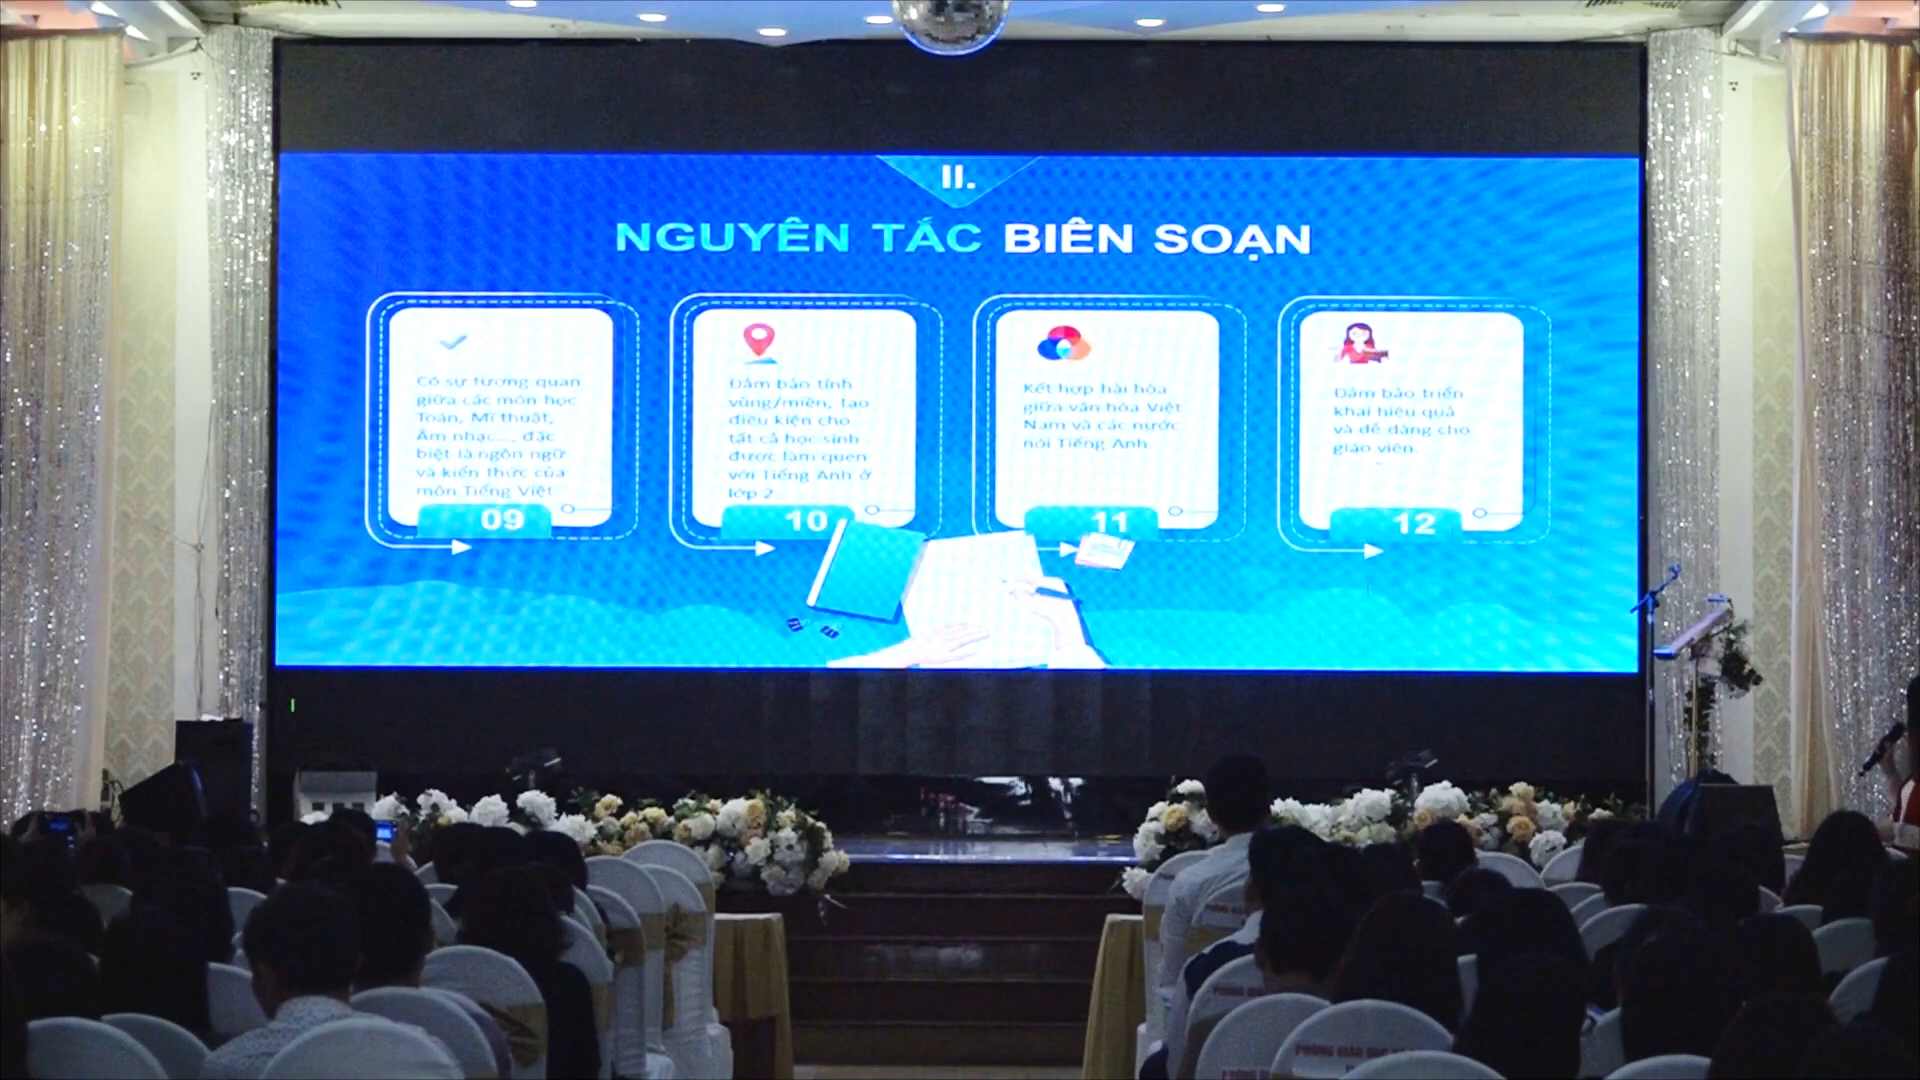 II.
NGUYÊN TẮC BIÊN SOẠN
Có sự tương quan
giữa các môn học
Toán, Mĩ thuật,
Âm nhạc..., đặc
biệt là ngôn ngữ
và kiến thức của
môn Tiếng Việt.
09
Đảm bảo tính
vùng/miền, tạo
điều kiện cho
tất cả học sinh
được làm quen
với Tiếng Anh ở
lớp 2
10
Kết hợp hài hòa
giữa văn hóa Việt
Nam và các nước
nói Tiếng Anh
11
Đảm bảo triển
khai hiệu quả
và dễ dàng cho
giáo viên.
12
PHÒNG GIÁO DỤC